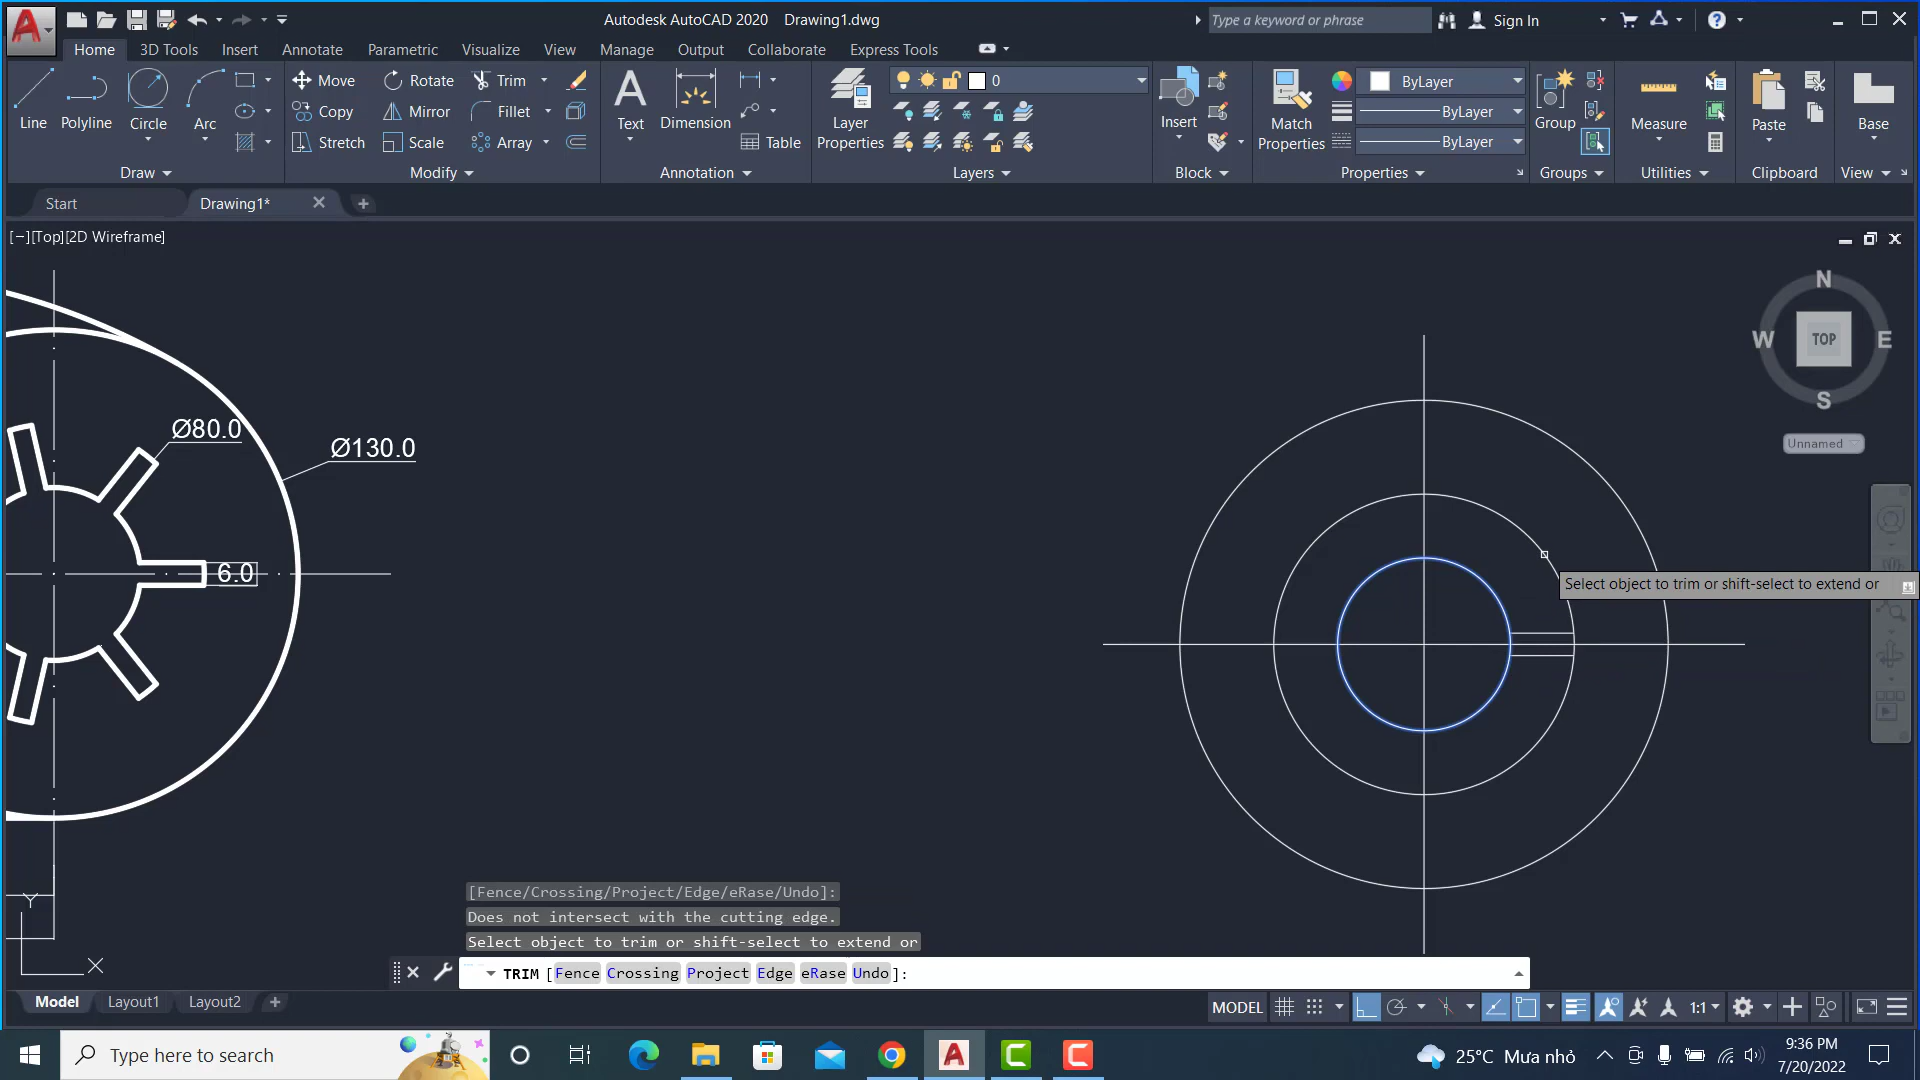 Autodesk AutoCAD 2020 Drawing1.dwg
Type a keyword or phrase
Sign In
Home 3D Tools Insert Annotate Parametric Visualize View Manage Output Collaborate Express Tools
Line
Polyline
Circle
Arc
Draw
Move
Rotate
Trim
Copy
Mirror
Fillet
Stretch
Scale
Array
Modify
Text
Dimension
Table
Annotation
Layer
Properties
0
Layers
Insert
Block
Match
Properties
ByLayer
ByLayer
ByLayer
Properties
Group
Groups
Measure
Utilities
Paste
Clipboard
Base
View
Start
Drawing1*
[−][Top][2D Wireframe]
N
W
TOP
E
S
Unnamed
Ø80.0
Ø130.0
6.0
Select object to trim or shift-select to extend or
Y
X
[Fence/Crossing/Project/Edge/eRase/Undo]:
Does not intersect with the cutting edge.
Select object to trim or shift-select to extend or
TRIM [Fence Crossing Project Edge eRase Undo]:
Model Layout1 Layout2
MODEL
1:1
Type here to search
25°C Mưa nhỏ
9:36 PM
7/20/2022